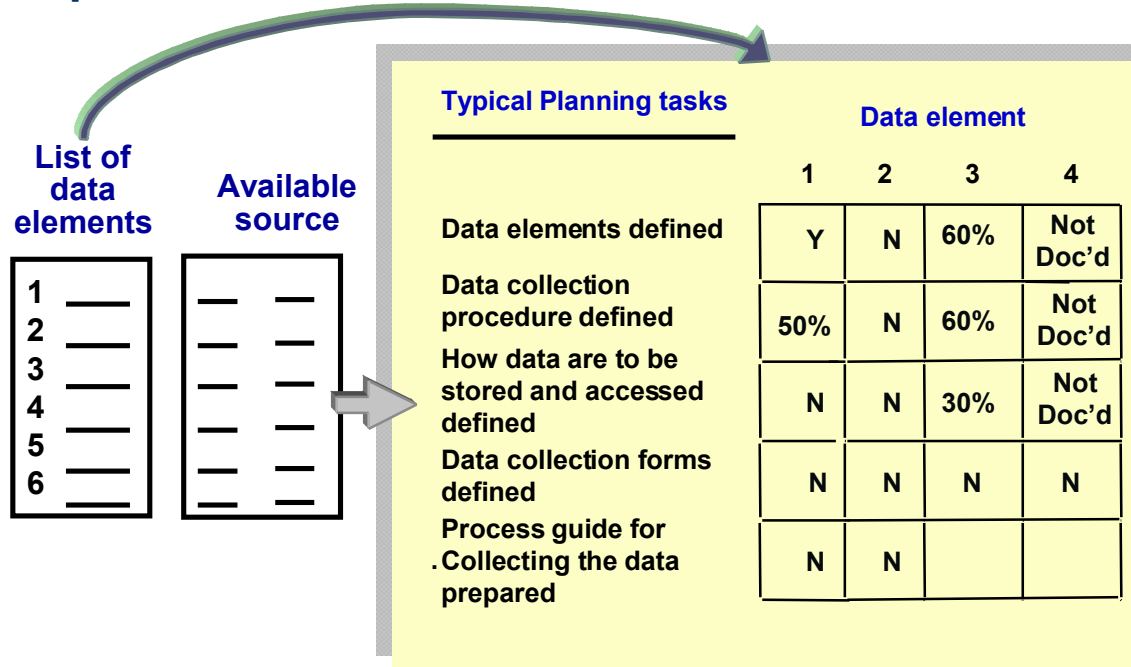 List of
data
elements
Available
source
1
2
3
4
5
6
Typical Planning tasks
Data element
1 2 3 4
Data elements defined
Y N 60% Not Doc’d
Data collection
procedure defined
50% N 60% Not Doc’d
How data are to be
stored and accessed
defined
N N 30% Not Doc’d
Data collection forms
defined
N N N N
Process guide for
.Collecting the data
prepared
N N